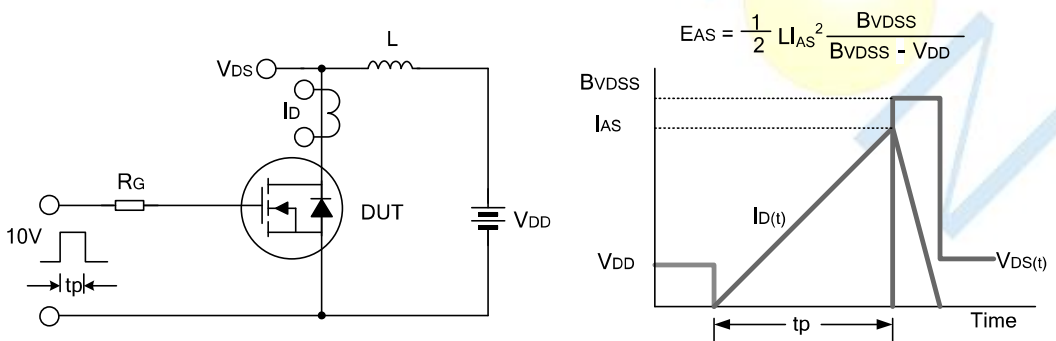 L
VDS
ID
RG
DUT
VDD
10V
tp
EAS = 1/2 LIAS² BVDSS / (BVDSS - VDD)
BVDSS
IAS
ID(t)
VDD
VDS(t)
tp
Time